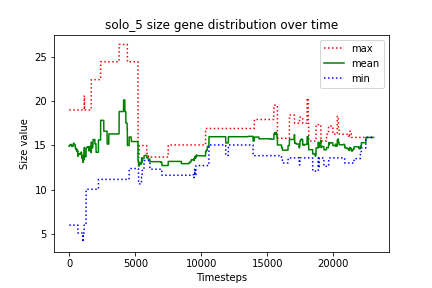 solo_5 size gene distribution over time
max
mean
min
25
20
15
10
5
Size value
0
5000
10000
15000
20000
Timesteps